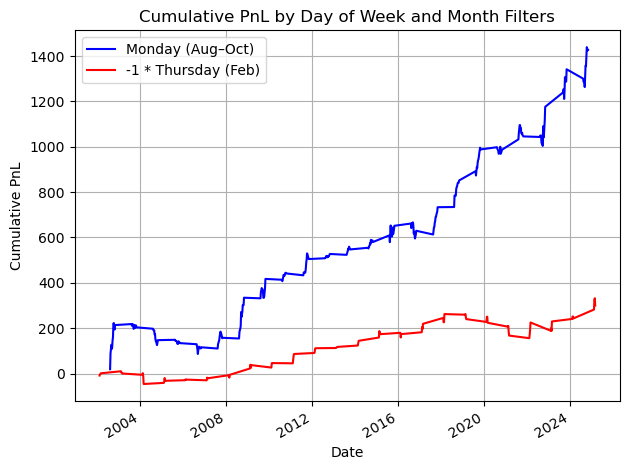 Cumulative PnL by Day of Week and Month Filters
Monday (Aug–Oct)
-1 * Thursday (Feb)
Cumulative PnL
1400
1200
1000
800
600
400
200
0
2004
2008
2012
2016
2020
2024
Date